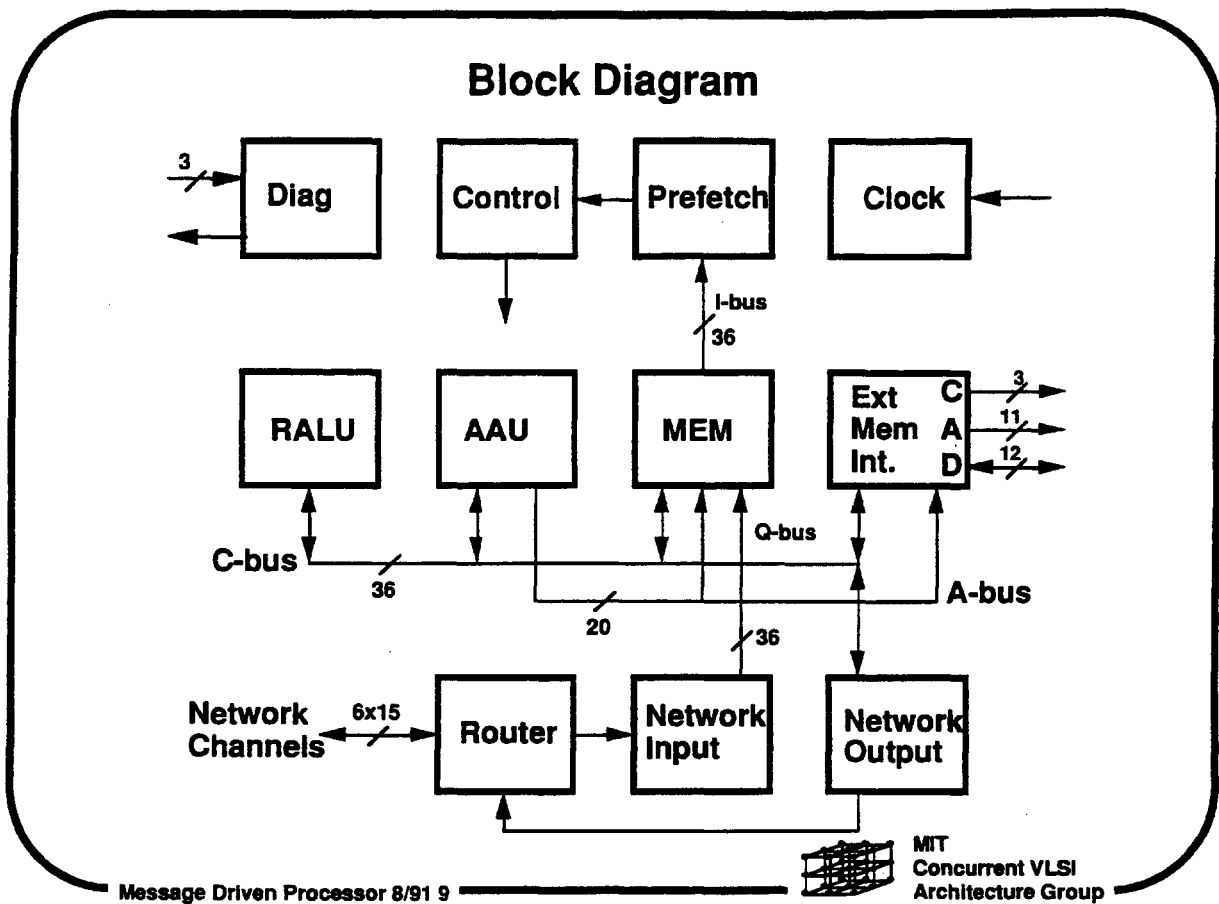 Block Diagram
3
Diag
Control
Prefetch
Clock
I-bus
36
RALU
AAU
MEM
Ext
Mem
Int.
C
A
D
3
11
12
Q-bus
C-bus
36
A-bus
20
36
Network
Channels
6x15
Router
Network
Input
Network
Output
MIT
Concurrent VLSI
Architecture Group
Message Driven Processor 8/91 9